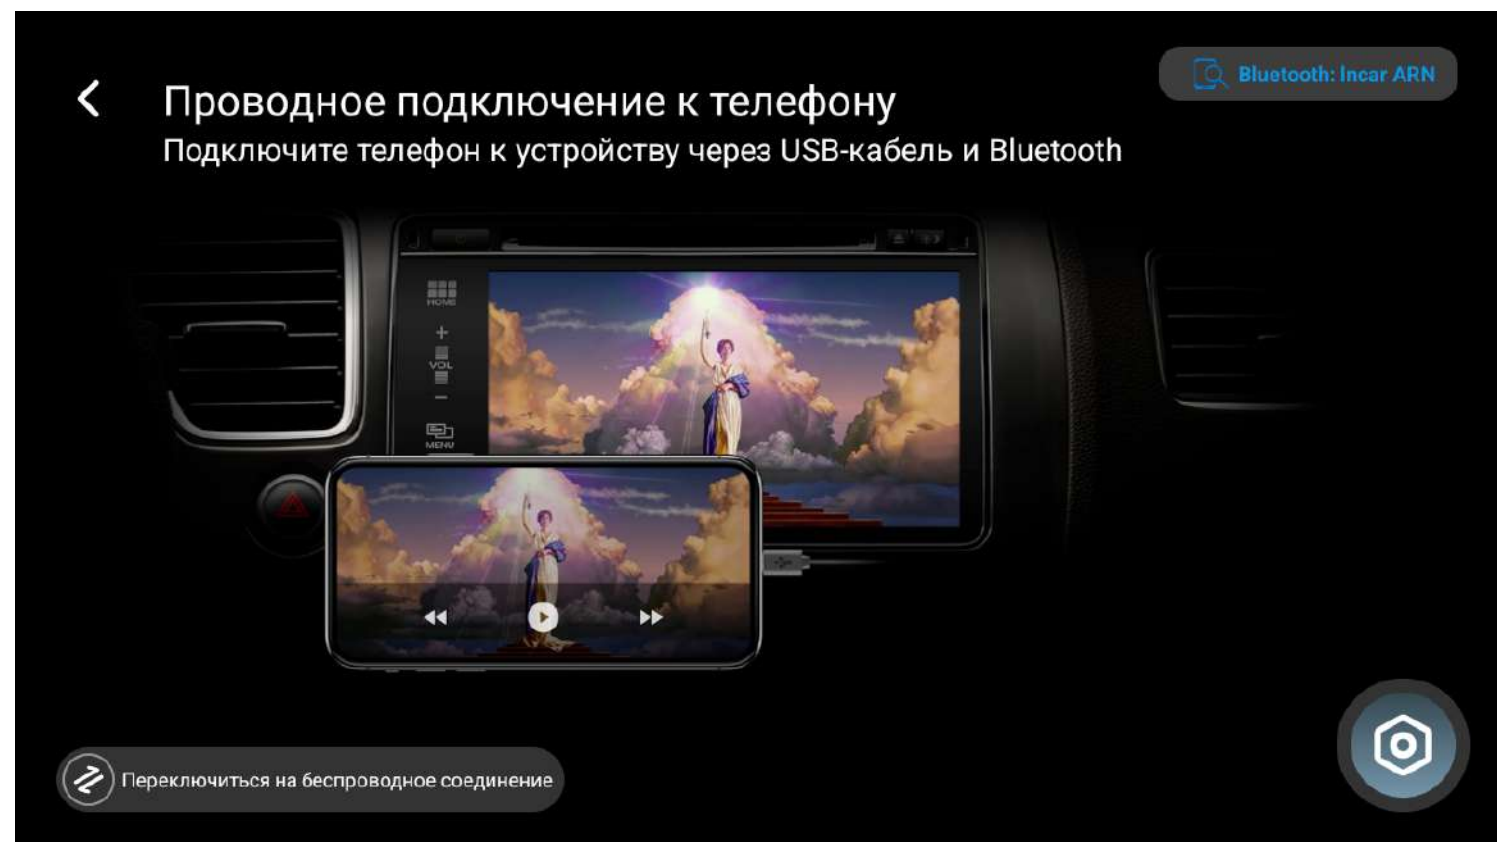 Bluetooth: Incar ARN
Проводное подключение к телефону
Подключите телефон к устройству через USB-кабель и Bluetooth
HOME
+
VOL
−
MENU
Переключиться на беспроводное соединение